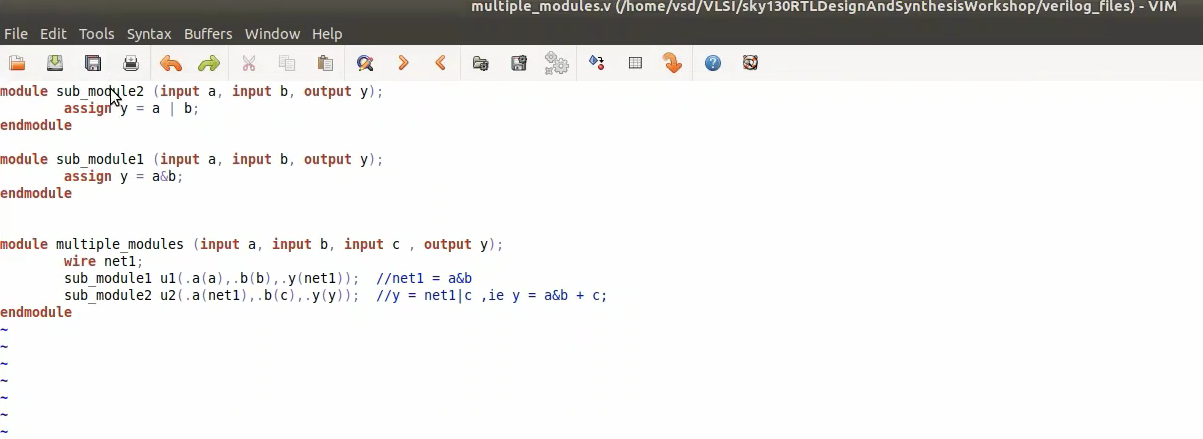 multiple_modules.v (/home/vsd/VLSI/sky130RTLDesignAndSynthesisWorkshop/verilog_files) - VIM
File Edit Tools Syntax Buffers Window Help
module sub_module2 (input a, input b, output y);
        assign y = a | b;
endmodule

module sub_module1 (input a, input b, output y);
        assign y = a&b;
endmodule


module multiple_modules (input a, input b, input c , output y);
        wire net1;
        sub_module1 u1(.a(a),.b(b),.y(net1));  //net1 = a&b
        sub_module2 u2(.a(net1),.b(c),.y(y));  //y = net1|c ,ie y = a&b + c;
endmodule
~
~
~
~
~
~
~